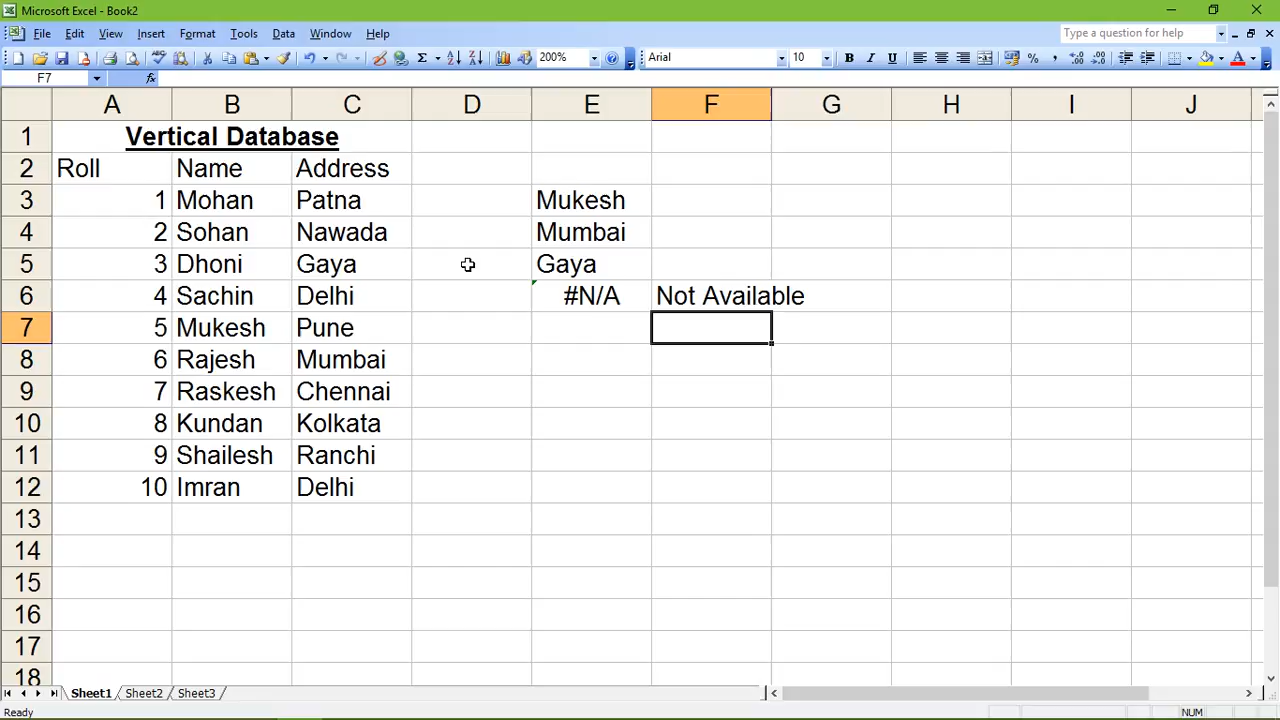 Microsoft Excel - Book2
File Edit View Insert Format Tools Data Window Help Type a question for help
200% Arial 10 B I U
F7 fx
A B C D E F G H I J
1 Vertical Database
2 Roll Name Address
3 1 Mohan Patna Mukesh
4 2 Sohan Nawada Mumbai
5 3 Dhoni Gaya Gaya
6 4 Sachin Delhi #N/A Not Available
7 5 Mukesh Pune
8 6 Rajesh Mumbai
9 7 Raskesh Chennai
10 8 Kundan Kolkata
11 9 Shailesh Ranchi
12 10 Imran Delhi
13
14
15
16
17
18
Sheet1 Sheet2 Sheet3
Ready NUM